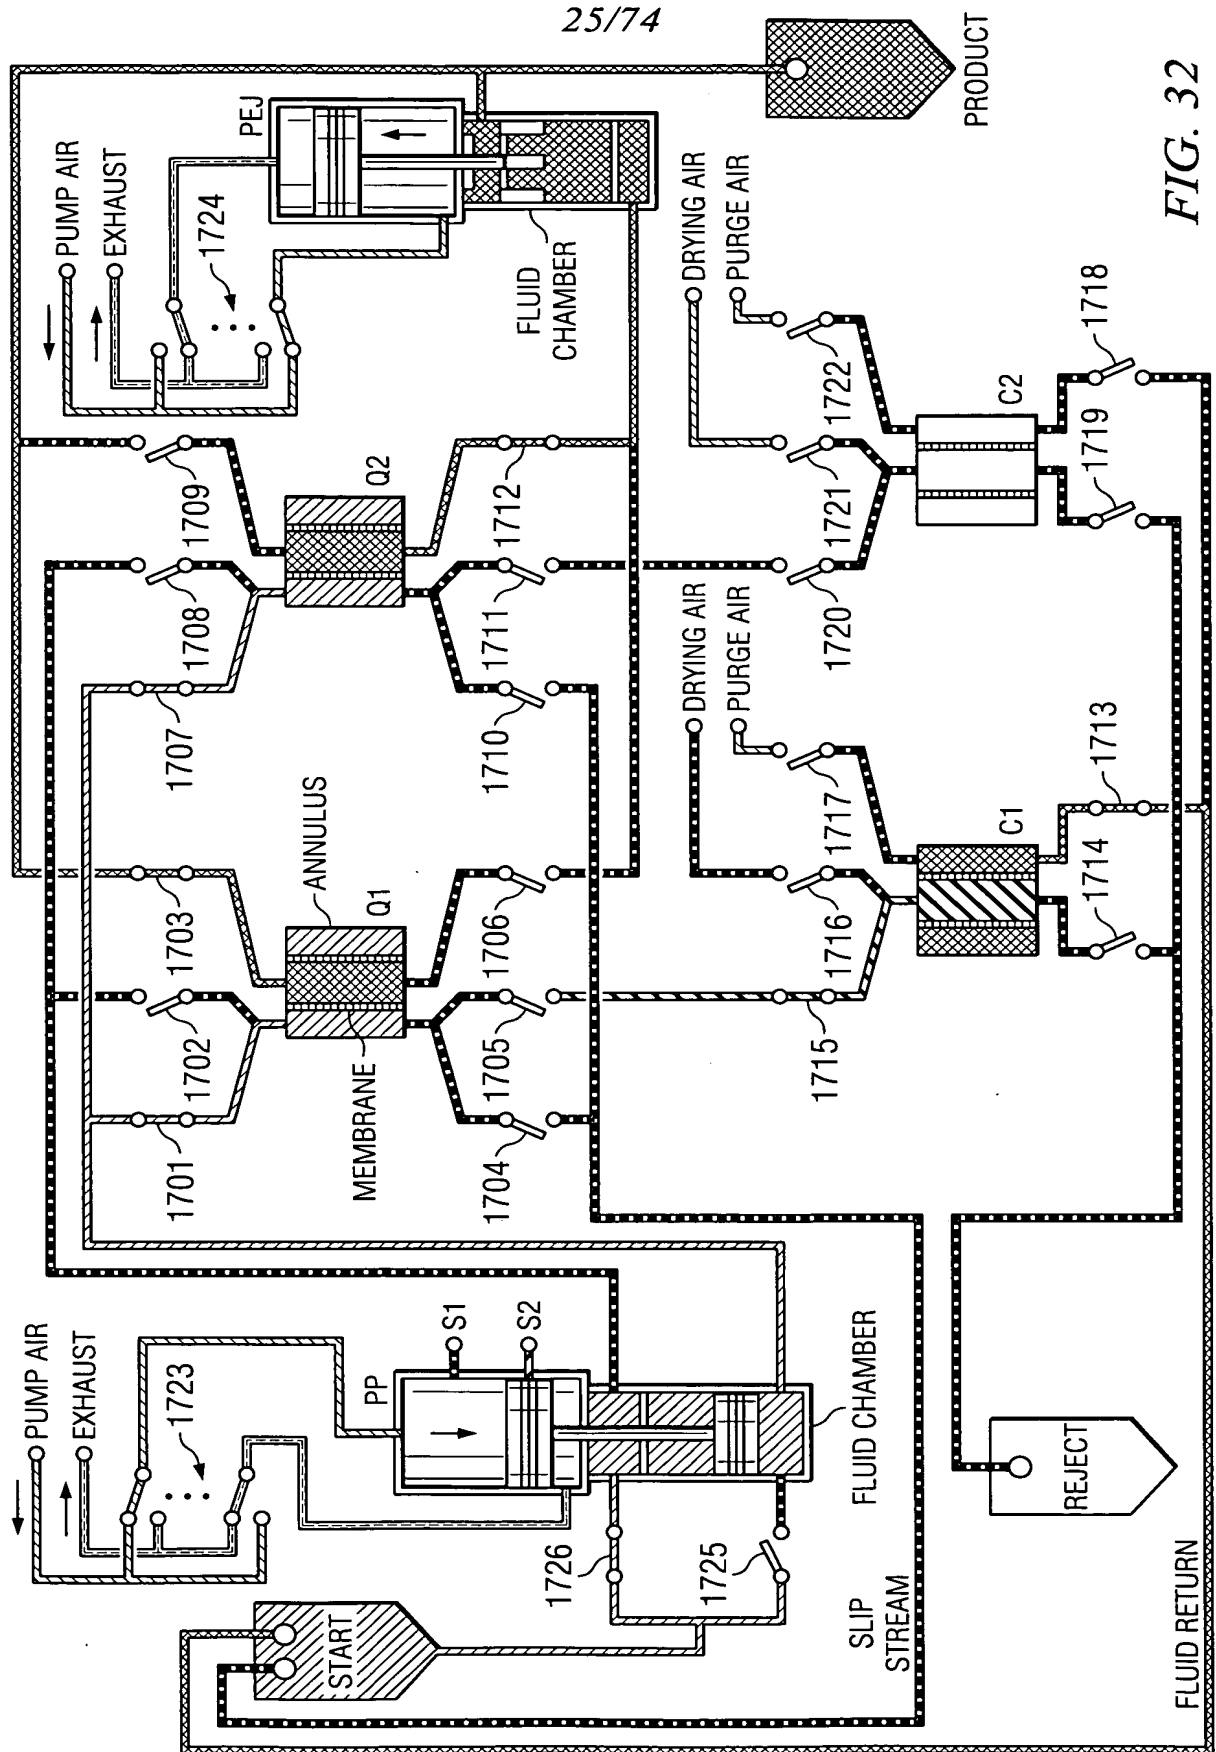 25/74
PUMP AIR
EXHAUST
1723
START
1726
1725
SLIP
STREAM
FLUID RETURN
PP
S1
S2
FLUID CHAMBER
REJECT
1701
1702
1703
MEMBRANE
ANNULUS
Q1
1704
1705
1706
1707
1708
1709
Q2
1710
1711
1712
PUMP AIR
EXHAUST
1724
PEJ
FLUID
CHAMBER
PRODUCT
DRYING AIR
PURGE AIR
1715
1716
1717
C1
1714
1713
DRYING AIR
PURGE AIR
1720
1721
1722
C2
1719
1718
FIG. 32